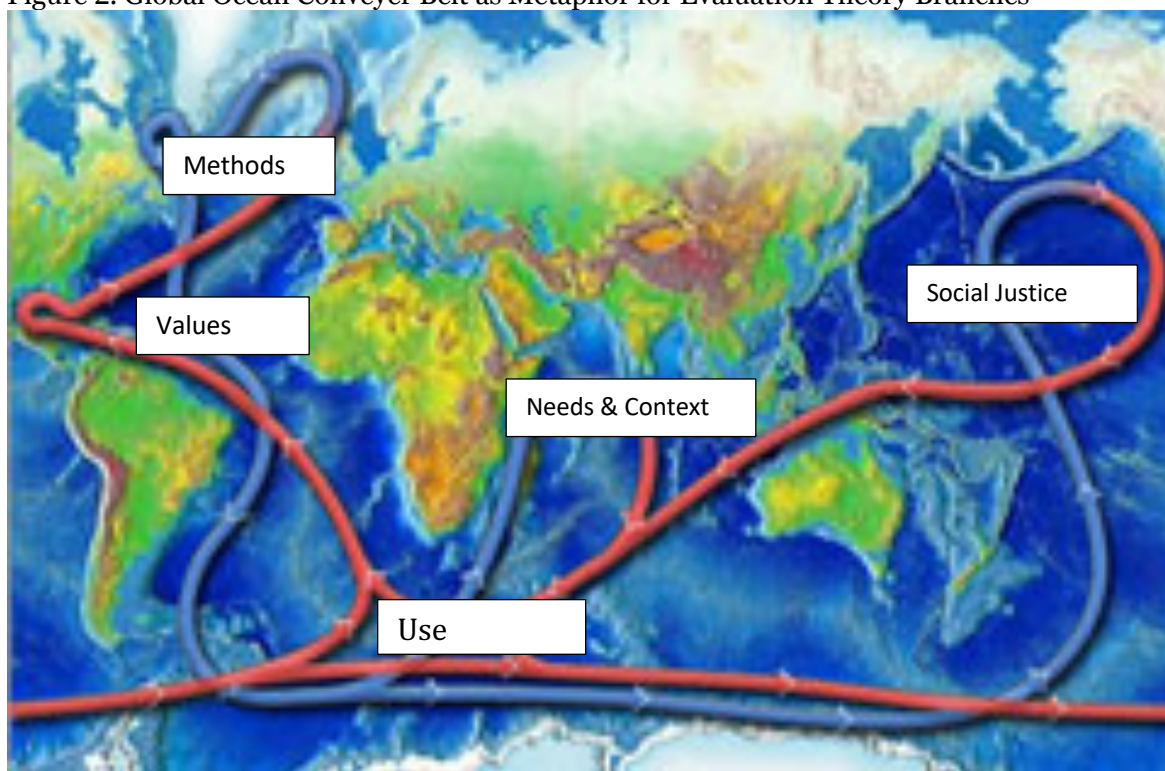 Figure 2. Global Ocean Conveyer Belt as Metaphor for Evaluation Theory Branches
Methods
Values
Social Justice
Needs & Context
Use